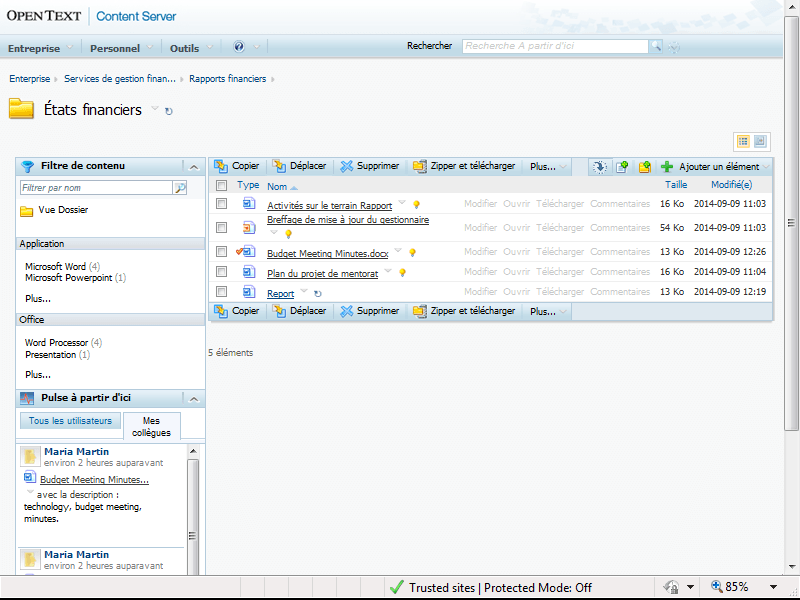 OPEN TEXT | Content Server
Entreprise Personnel Outils Rechercher Recherche A partir d'ici
Entreprise Services de gestion finan... Rapports financiers
États financiers
Filtre de contenu
Filtrer par nom
Vue Dossier
Application
Microsoft Word (4)
Microsoft Powerpoint (1)
Plus...
Office
Word Processor (4)
Presentation (1)
Plus...
Pulse à partir d'ici
Tous les utilisateurs
Mes
collègues
Maria Martin
environ 2 heures auparavant
Budget Meeting Minutes...
avec la description :
technology, budget meeting,
minutes.
Maria Martin
environ 2 heures auparavant
Copier Déplacer Supprimer Zipper et télécharger Plus... Ajouter un élément
Type Nom Taille Modifié(e)
Activités sur le terrain Rapport Modifier Ouvrir Télécharger Commentaires 16 Ko 2014-09-09 11:03
Breffage de mise à jour du gestionnaire
Modifier Ouvrir Télécharger Commentaires 54 Ko 2014-09-09 11:03
Budget Meeting Minutes.docx Modifier Ouvrir Télécharger Commentaires 13 Ko 2014-09-09 12:26
Plan du projet de mentorat Modifier Ouvrir Télécharger Commentaires 16 Ko 2014-09-09 11:04
Report Modifier Ouvrir Télécharger Commentaires 13 Ko 2014-09-09 12:19
Copier Déplacer Supprimer Zipper et télécharger Plus...
5 éléments
Trusted sites | Protected Mode: Off 85%